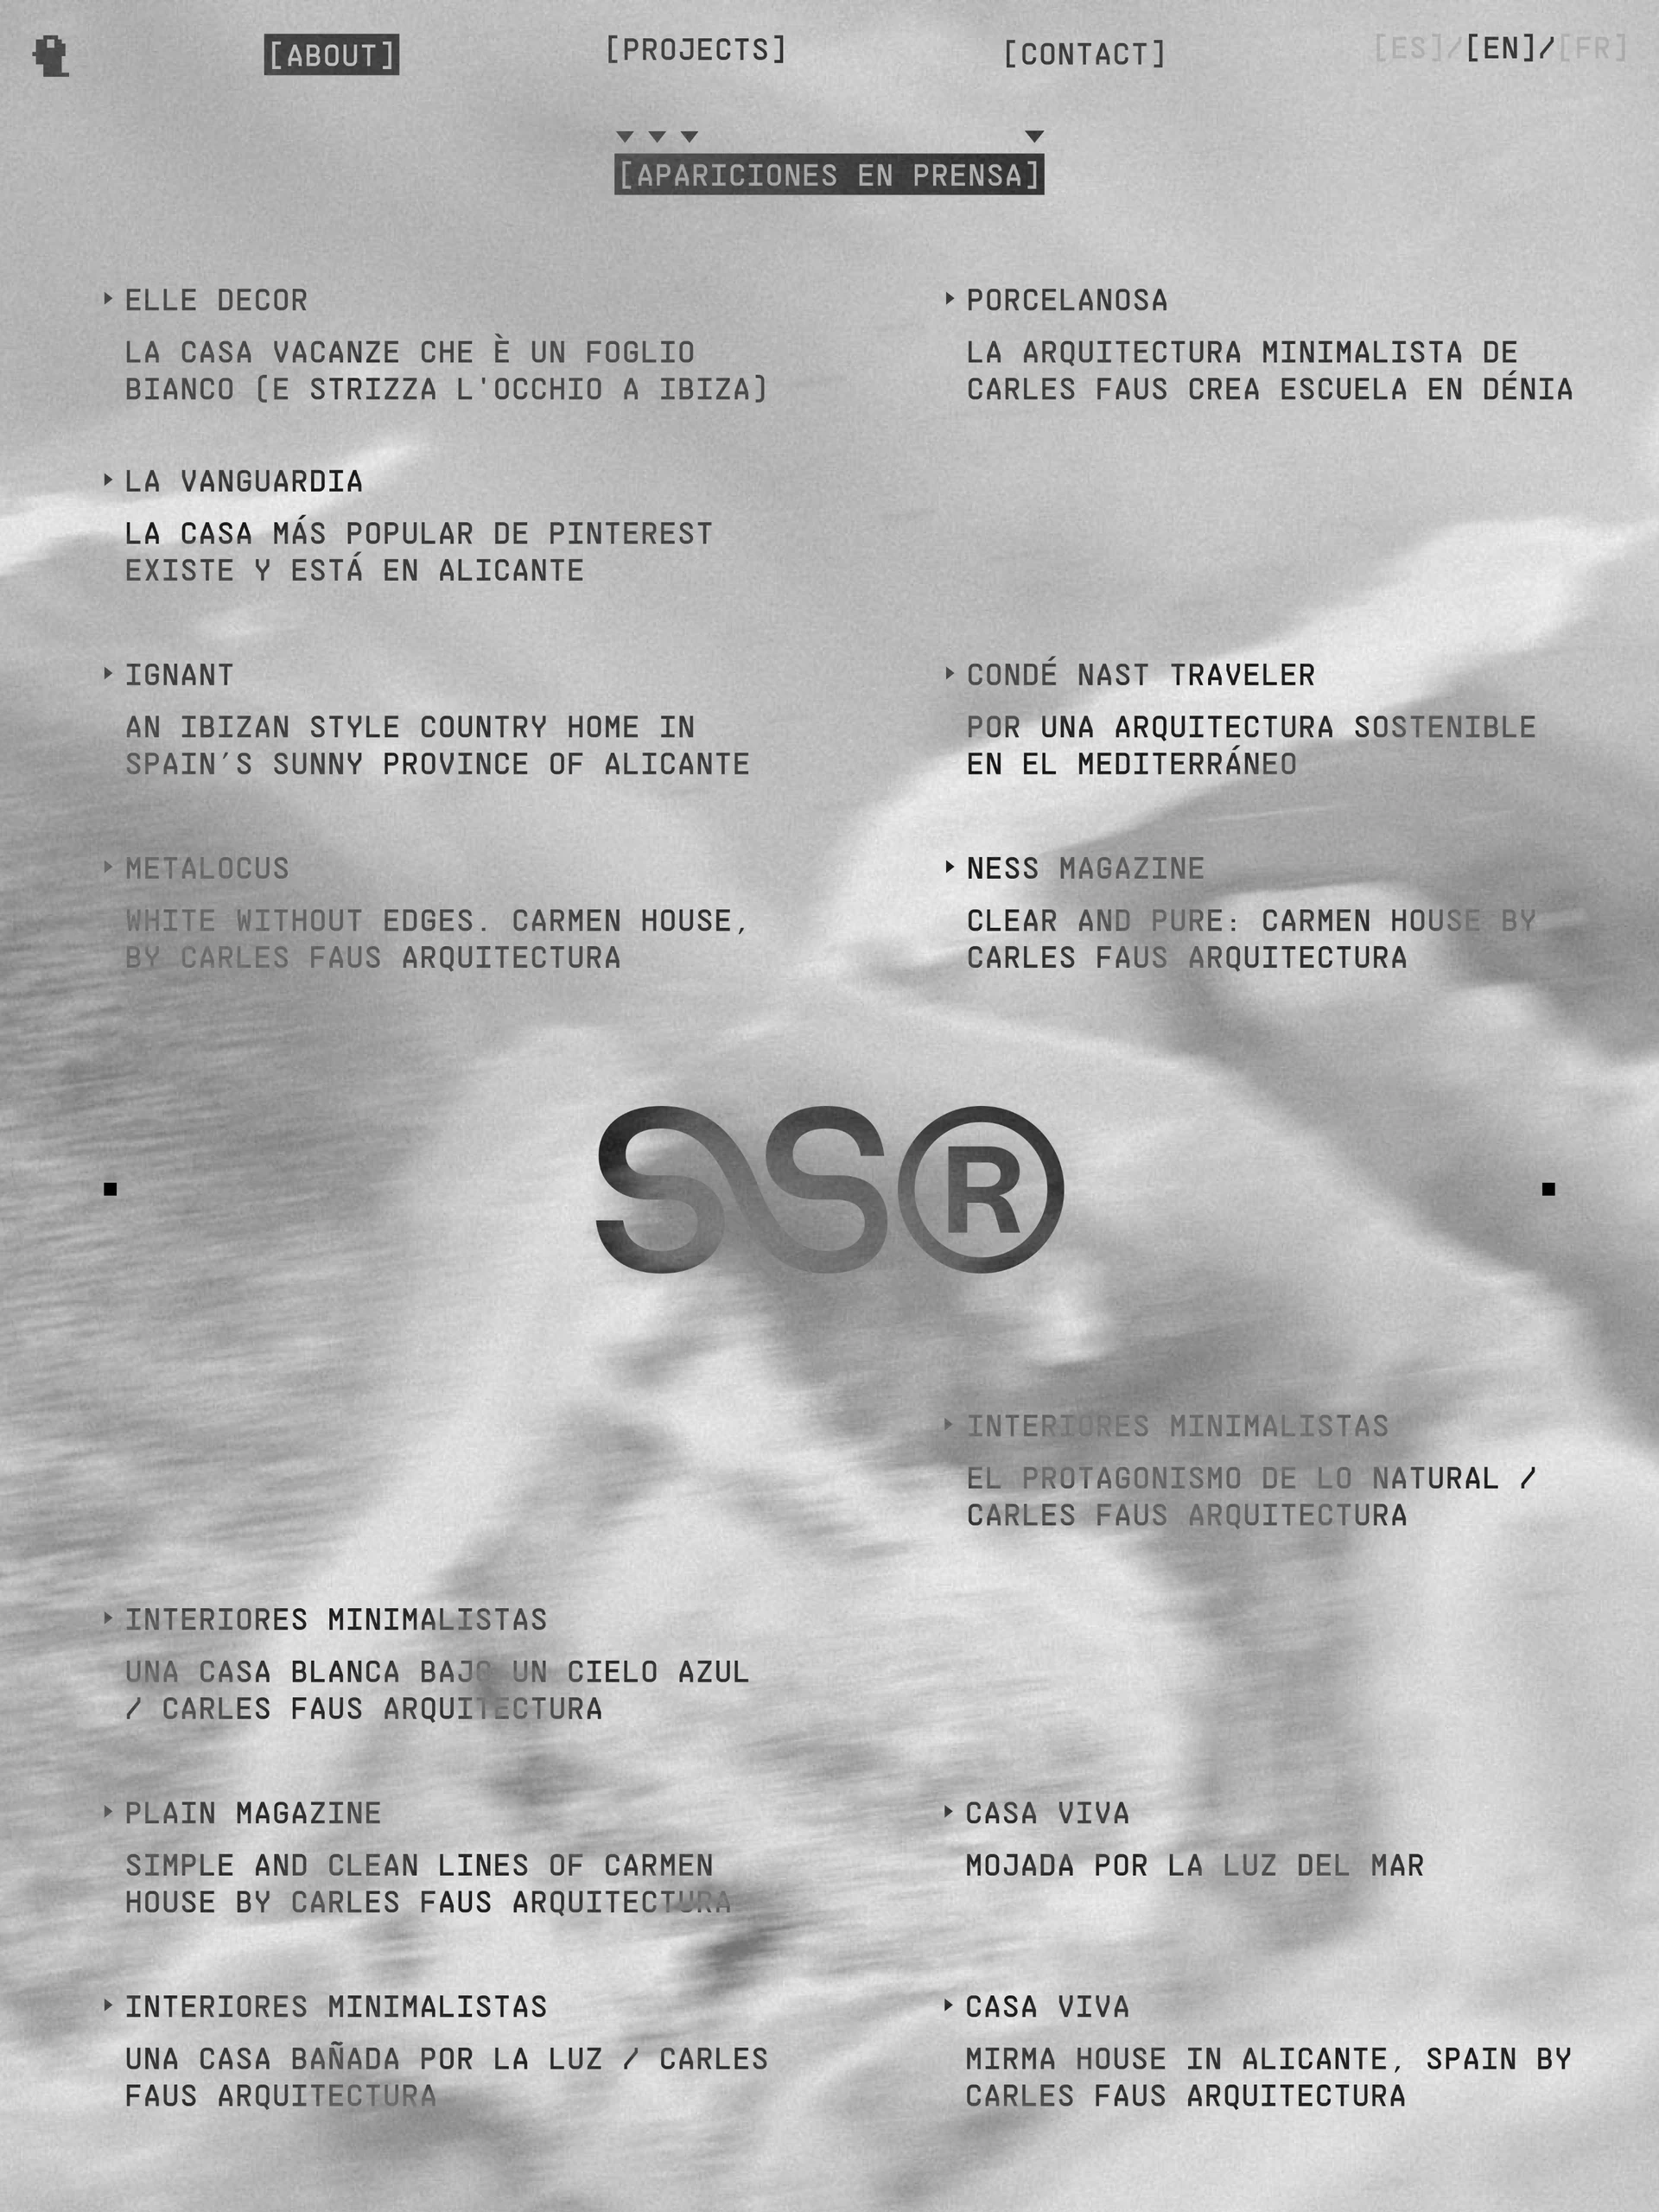 [ABOUT]
[PROJECTS]
[CONTACT]
[ES]/[EN]/[FR]
[APARICIONES EN PRENSA]
ELLE DECOR
LA CASA VACANZE CHE È UN FOGLIO
BIANCO (E STRIZZA L'OCCHIO A IBIZA)
PORCELANOSA
LA ARQUITECTURA MINIMALISTA DE
CARLES FAUS CREA ESCUELA EN DÉNIA
LA VANGUARDIA
LA CASA MÁS POPULAR DE PINTEREST
EXISTE Y ESTÁ EN ALICANTE
IGNANT
AN IBIZAN STYLE COUNTRY HOME IN
SPAIN’S SUNNY PROVINCE OF ALICANTE
CONDÉ NAST TRAVELER
POR UNA ARQUITECTURA SOSTENIBLE
EN EL MEDITERRÁNEO
METALOCUS
WHITE WITHOUT EDGES. CARMEN HOUSE,
BY CARLES FAUS ARQUITECTURA
NESS MAGAZINE
CLEAR AND PURE: CARMEN HOUSE BY
CARLES FAUS ARQUITECTURA
SS®
INTERIORES MINIMALISTAS
EL PROTAGONISMO DE LO NATURAL /
CARLES FAUS ARQUITECTURA
INTERIORES MINIMALISTAS
UNA CASA BLANCA BAJO UN CIELO AZUL
/ CARLES FAUS ARQUITECTURA
PLAIN MAGAZINE
SIMPLE AND CLEAN LINES OF CARMEN
HOUSE BY CARLES FAUS ARQUITECTURA
CASA VIVA
MOJADA POR LA LUZ DEL MAR
INTERIORES MINIMALISTAS
UNA CASA BAÑADA POR LA LUZ / CARLES
FAUS ARQUITECTURA
CASA VIVA
MIRMA HOUSE IN ALICANTE, SPAIN BY
CARLES FAUS ARQUITECTURA